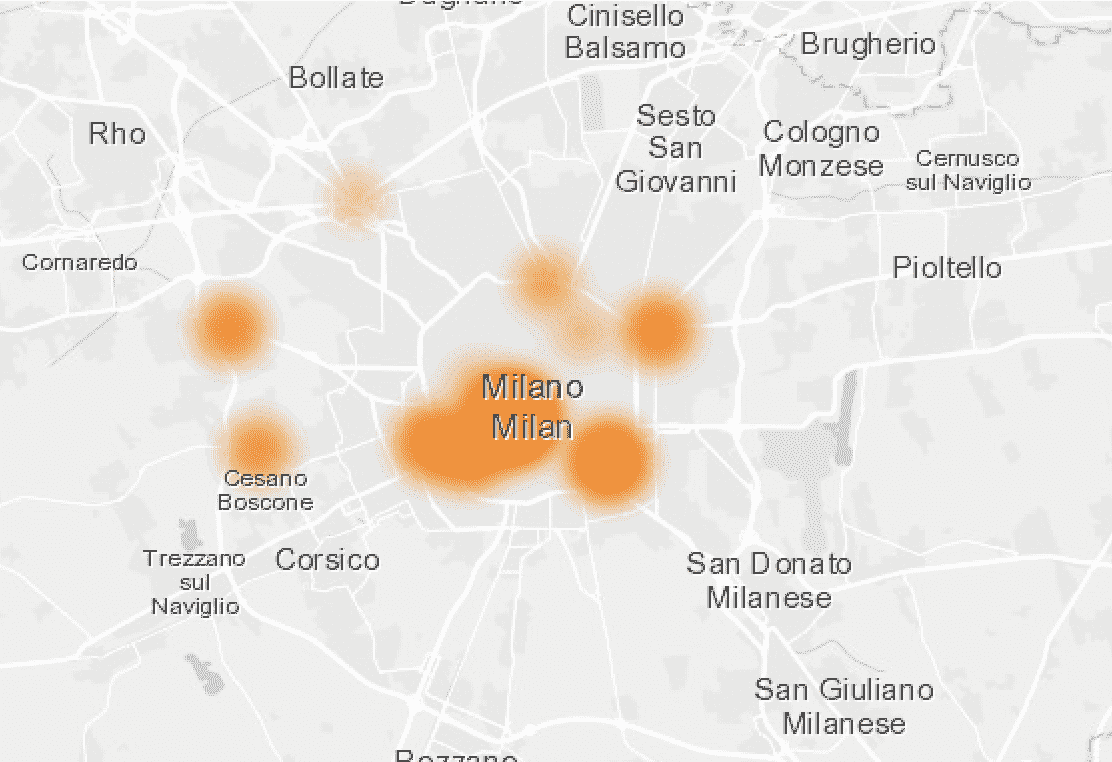 Cinisello
Balsamo
Brugherio
Bollate
Rho
Sesto
San
Giovanni
Cologno
Monzese
Cernusco
sul Naviglio
Cornaredo
Pioltello
Milano
Milan
Cesano
Boscone
Trezzano
sul
Naviglio
Corsico
San Donato
Milanese
San Giuliano
Milanese
Rozzano